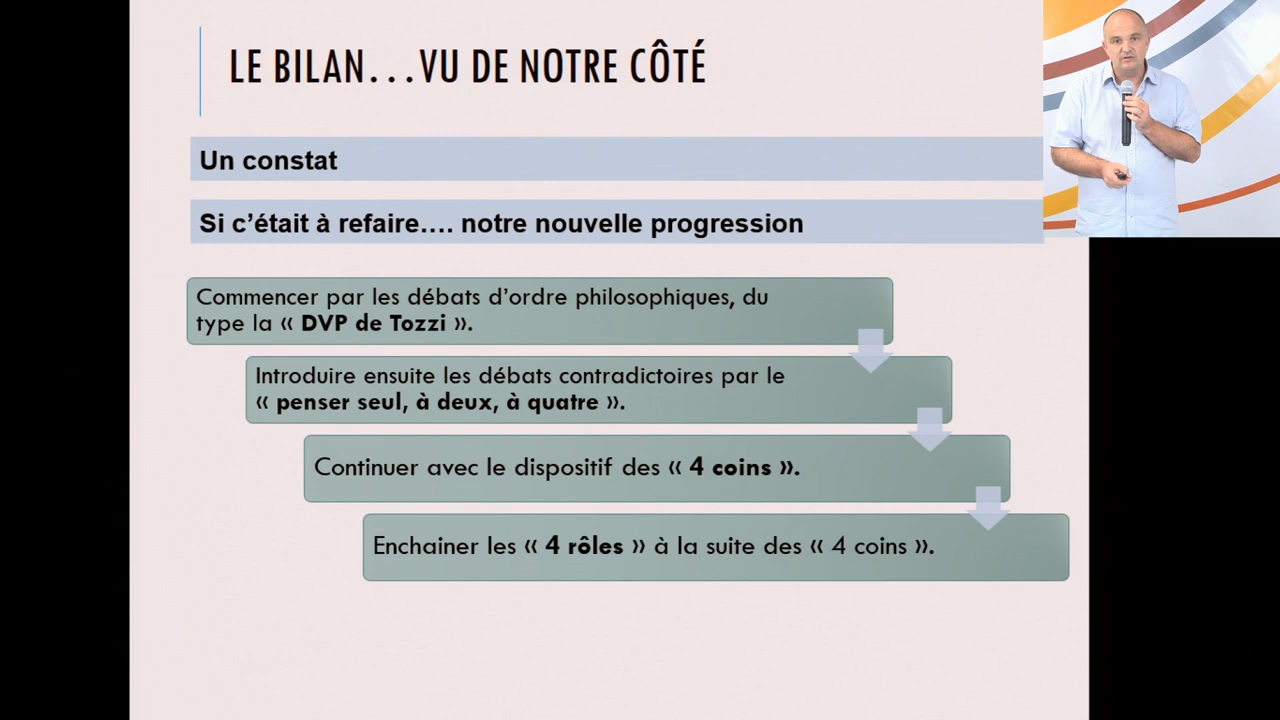 LE BILAN...VU DE NOTRE CÔTÉ
Un constat
Si c'était à refaire.... notre nouvelle progression
Commencer par les débats d'ordre philosophiques, du
type la « DVP de Tozzi ».
Introduire ensuite les débats contradictoires par le
« penser seul, à deux, à quatre ».
Continuer avec le dispositif des « 4 coins ».
Enchainer les « 4 rôles » à la suite des « 4 coins ».